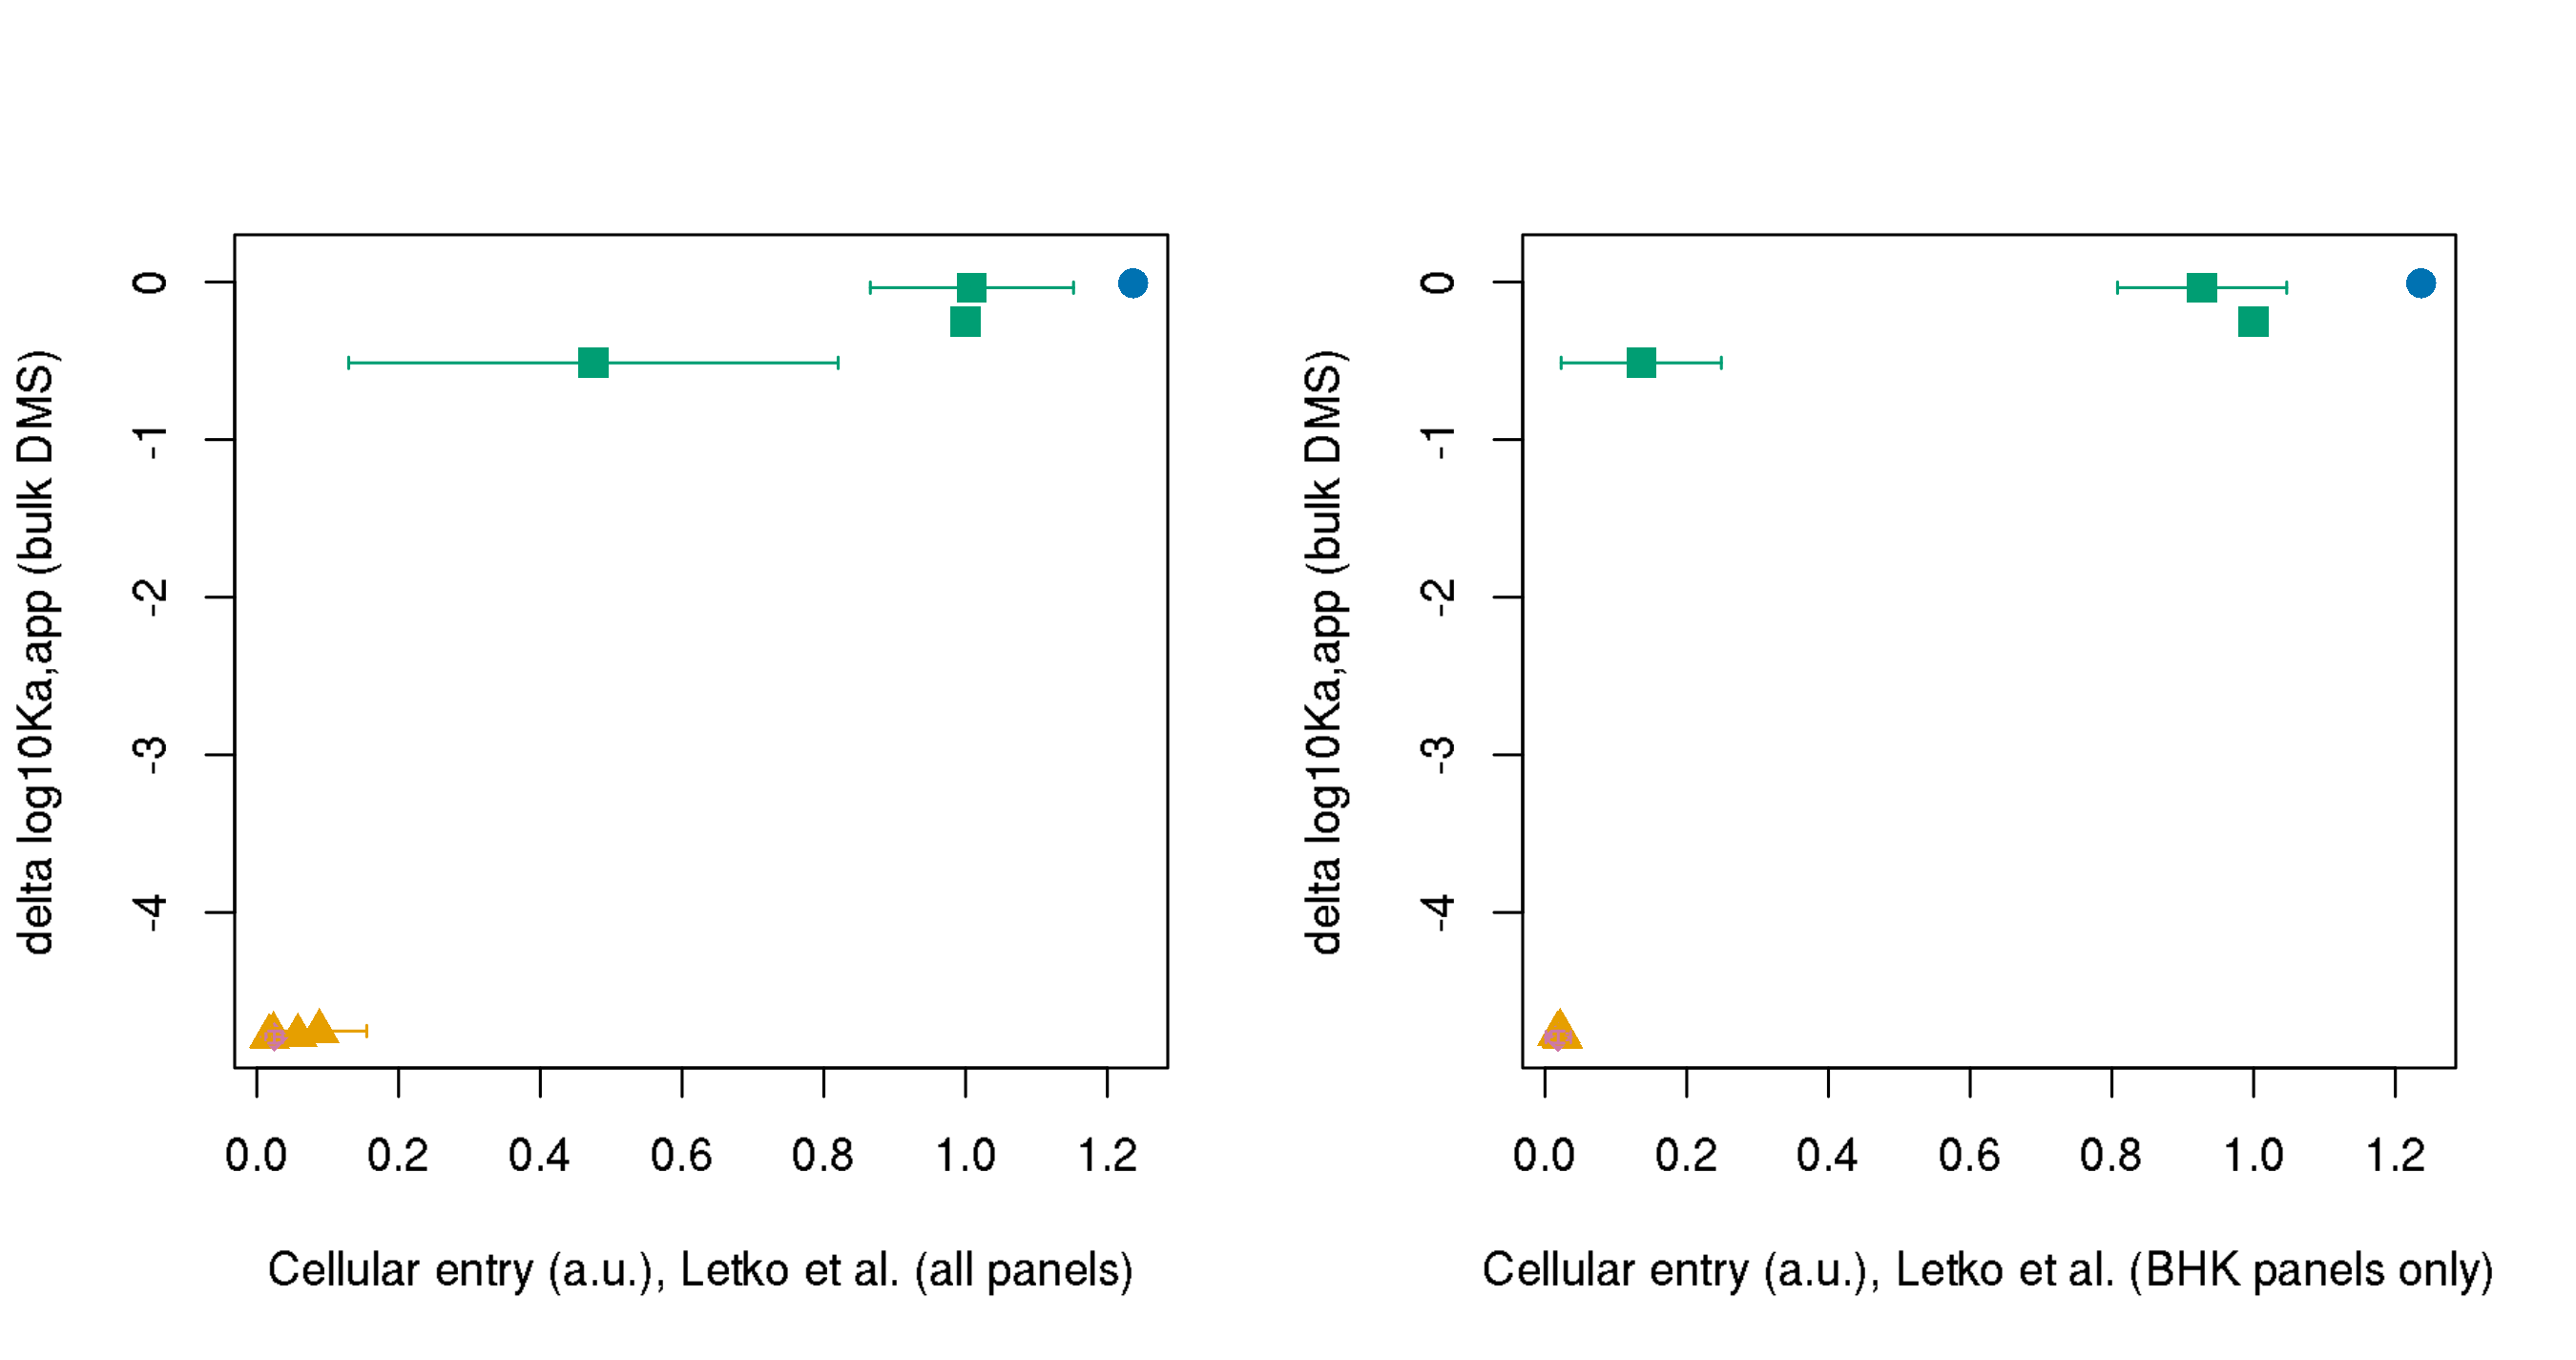 delta log10Ka,app (bulk DMS)
0
-1
-2
-3
-4
0.0 0.2 0.4 0.6 0.8 1.0 1.2
Cellular entry (a.u.), Letko et al. (all panels)
delta log10Ka,app (bulk DMS)
0
-1
-2
-3
-4
0.0 0.2 0.4 0.6 0.8 1.0 1.2
Cellular entry (a.u.), Letko et al. (BHK panels only)